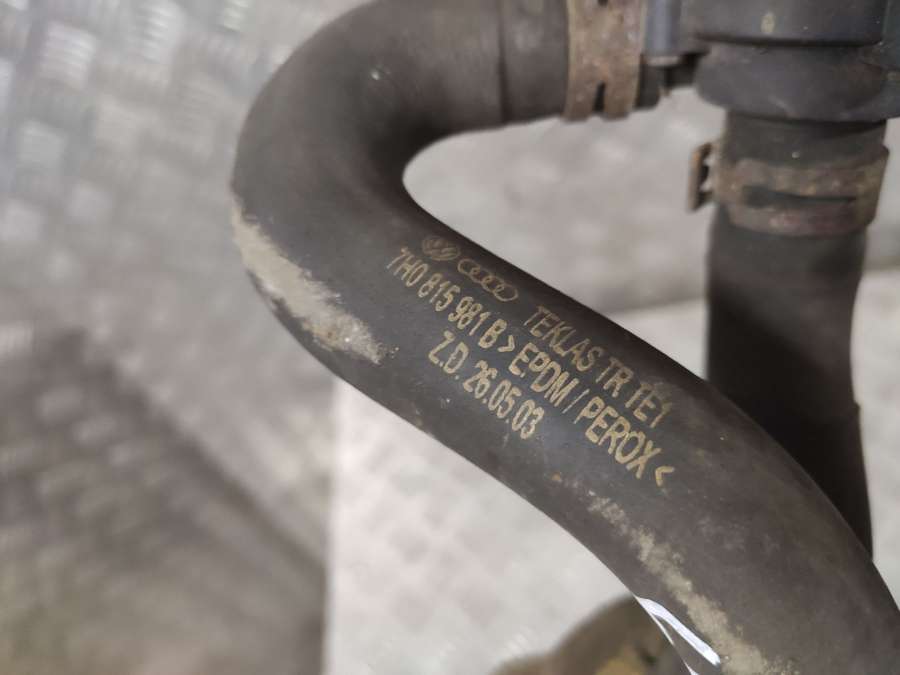 TEKLAS TR TE1
7H0 815 981 B >EPDM/PEROX<
Z.D. 26.05.03